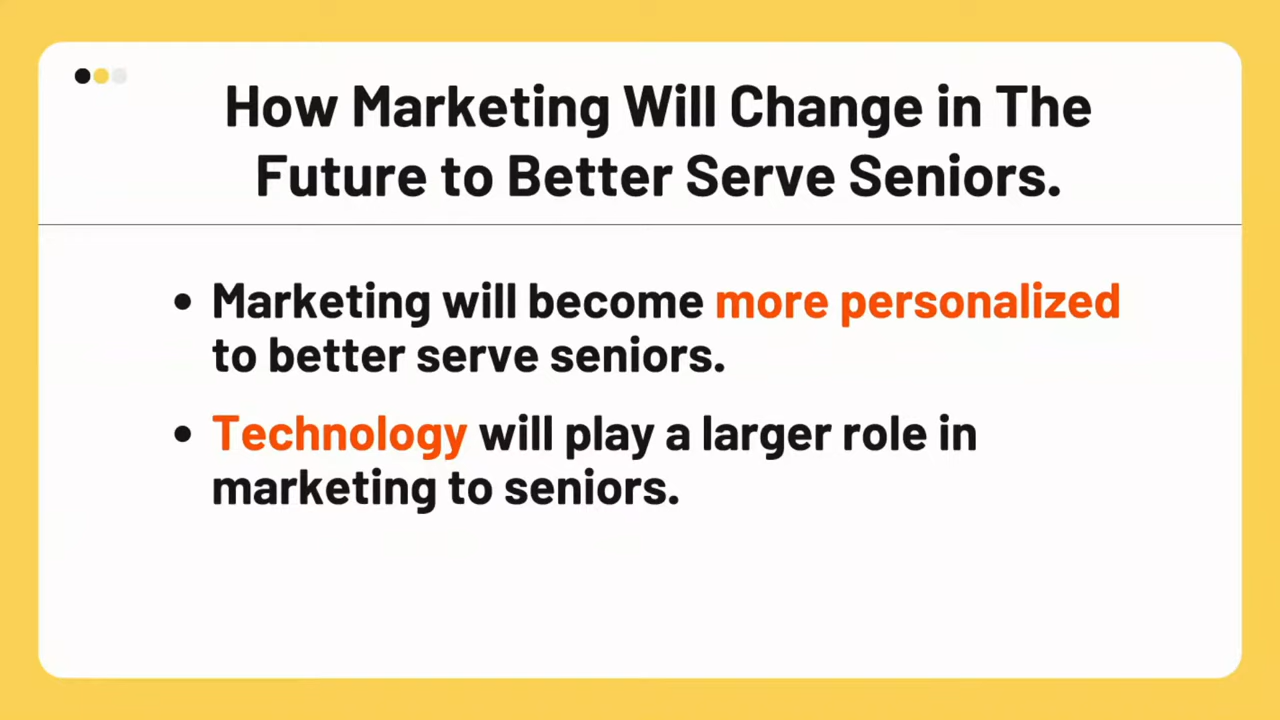 How Marketing Will Change in The
Future to Better Serve Seniors.
• Marketing will become more personalized
to better serve seniors.
• Technology will play a larger role in
marketing to seniors.